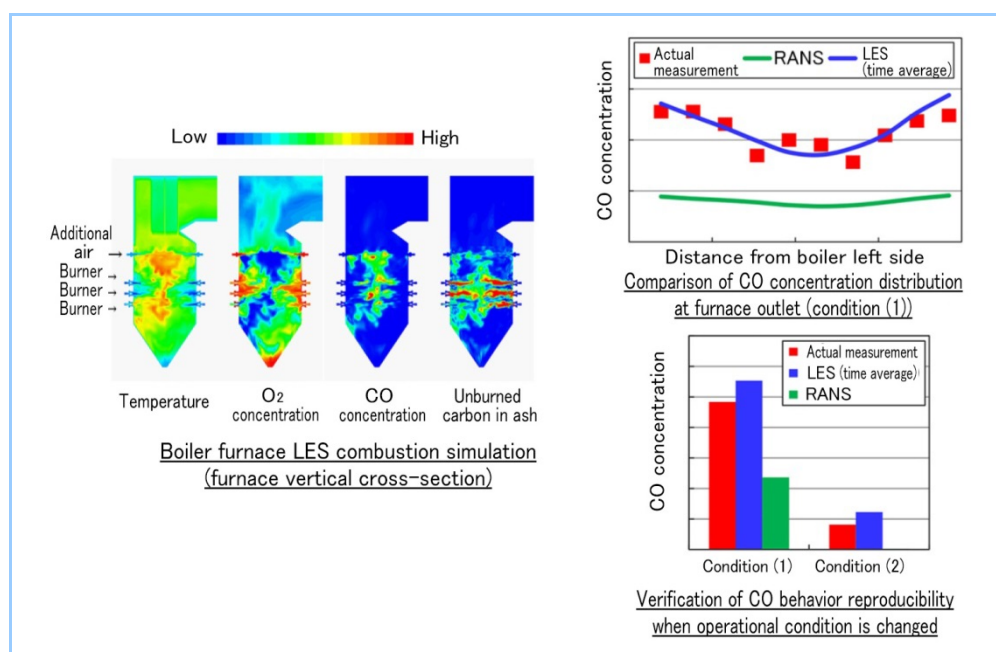 Low
High
Additional
air
Burner
Burner
Burner
Temperature
O2
concentration
CO
concentration
Unburned
carbon in ash
Boiler furnace LES combustion simulation
(furnace vertical cross-section)
Actual
measurement
RANS
LES
(time average)
CO concentration
Distance from boiler left side
Comparison of CO concentration distribution
at furnace outlet (condition (1))
Actual measurement
LES (time average)
RANS
CO concentration
Condition (1)
Condition (2)
Verification of CO behavior reproducibility
when operational condition is changed